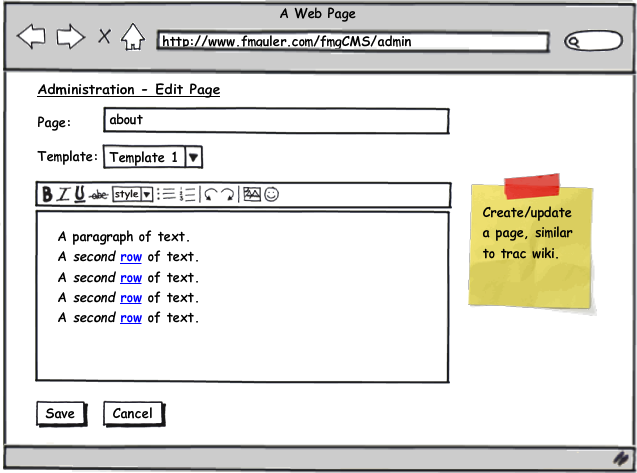 A Web Page
http://www.fmauler.com/fmgCMS/admin
Administration - Edit Page
Page:
about
Template:
Template 1
B I U abc style
A paragraph of text.
A second row of text.
A second row of text.
A second row of text.
A second row of text.
Create/update
a page, similar
to trac wiki.
Save
Cancel